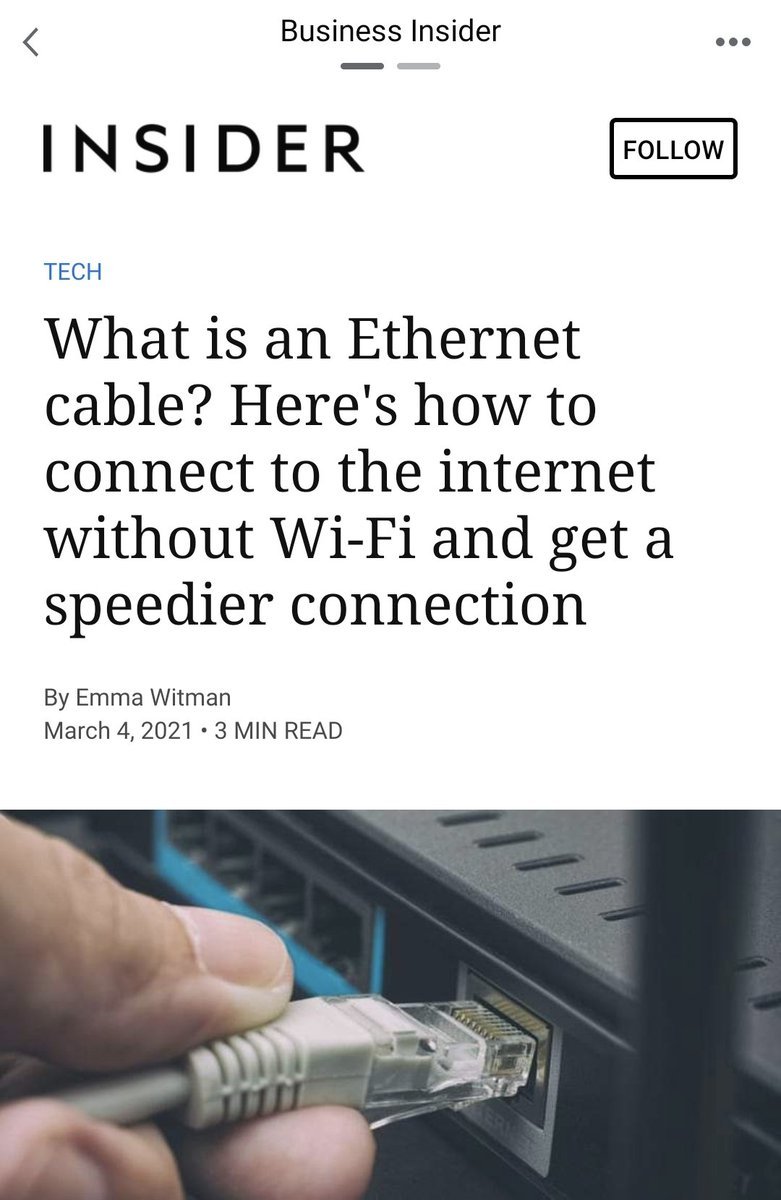 Business Insider
INSIDER
FOLLOW
TECH
What is an Ethernet
cable? Here's how to
connect to the internet
without Wi-Fi and get a
speedier connection
By Emma Witman
March 4, 2021 • 3 MIN READ